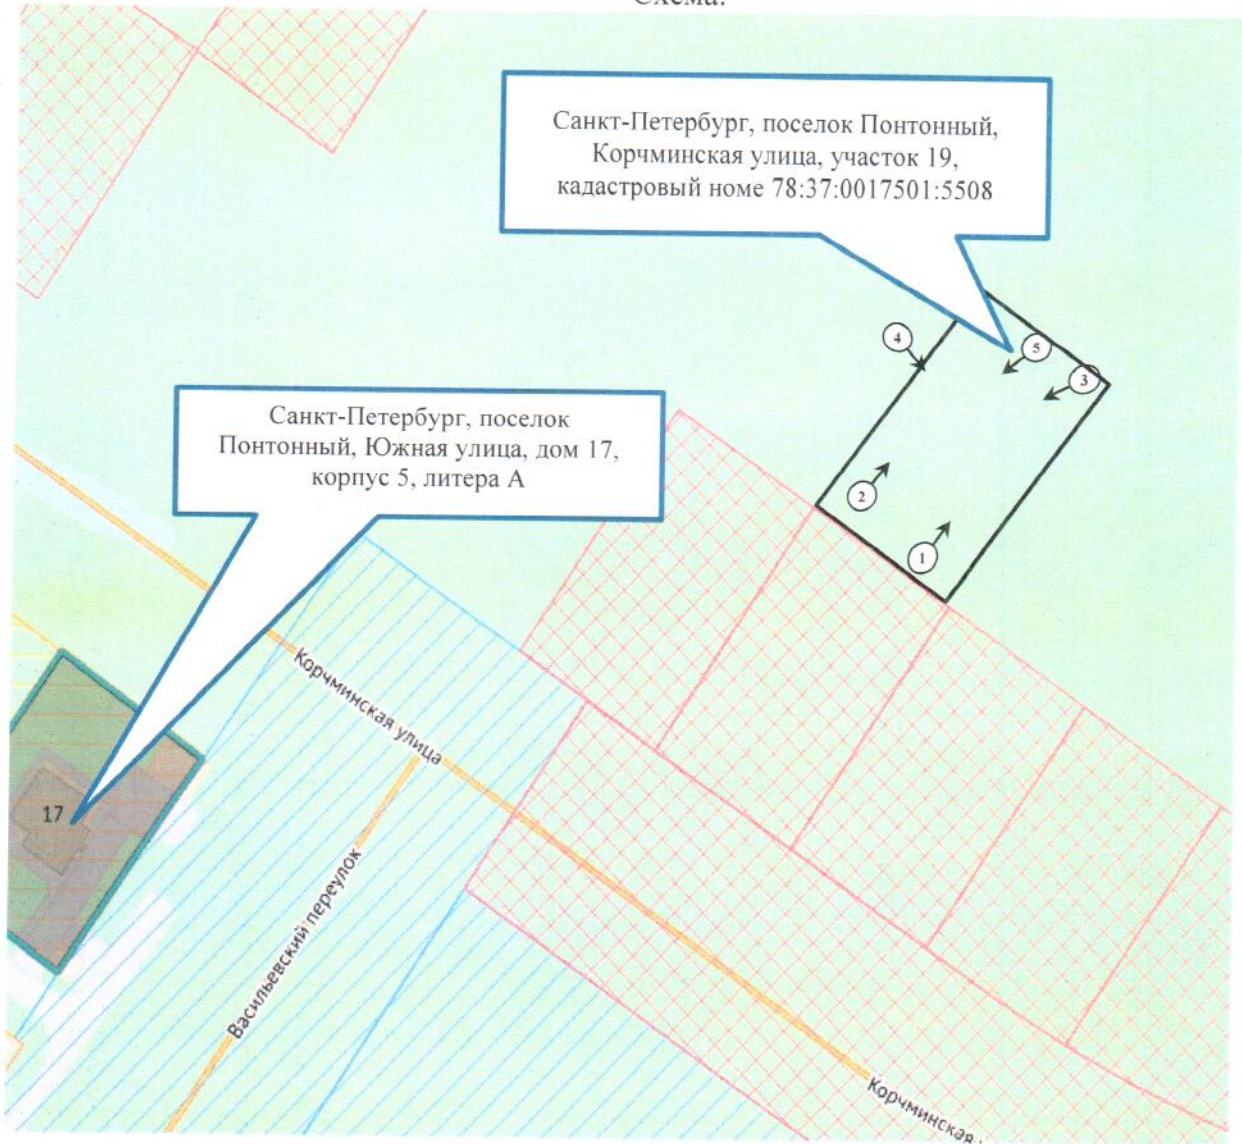 Схема.
Санкт-Петербург, поселок Понтонный,
Корчминская улица, участок 19,
кадастровый номе 78:37:0017501:5508
4
5
3
Санкт-Петербург, поселок
Понтонный, Южная улица, дом 17,
корпус 5, литера А
2
1
Корчминская улица
17
Васильевский переулок
Корчминская